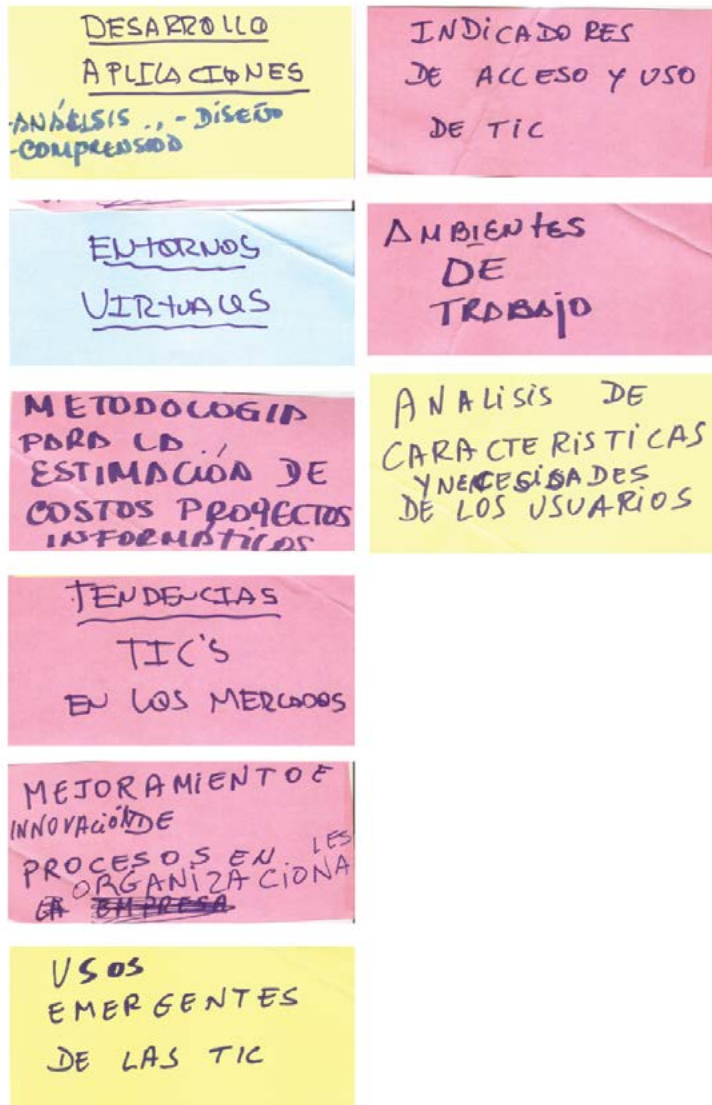 DESARROLLO
APLICACIONES
-ANÁLISIS .. - DISEÑO
-COMPRENSIÓN
ENTORNOS
VIRTUALES
METODOLOGIA
PARA LA
ESTIMACIÓN DE
COSTOS PROYECTOS
INFORMÁTICOS
TENDENCIAS
TIC'S
EN LOS MERCADOS
MEJORAMIENTO E
INNOVACIÓN DE
PROCESOS EN
ORGANIZACIONALES
USOS
EMERGENTES
DE LAS TIC
INDICADORES
DE ACCESO Y USO
DE TIC
AMBIENTES
DE
TRABAJO
ANALISIS DE
CARACTERISTICAS
Y NECESIDADES
DE LOS USUARIOS